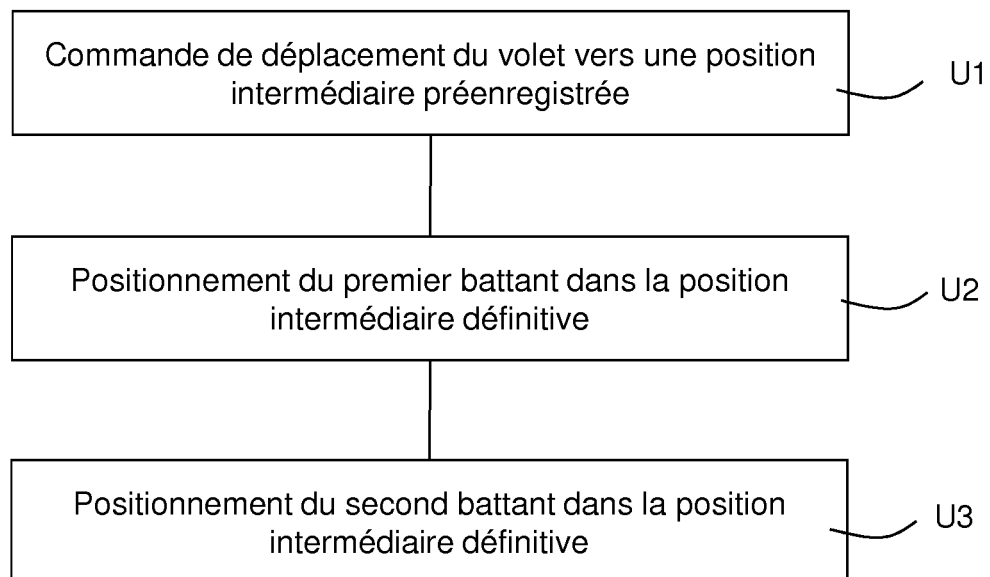 Commande de déplacement du volet vers une position
intermédiaire préenregistrée
U1
Positionnement du premier battant dans la position
intermédiaire définitive
U2
Positionnement du second battant dans la position
intermédiaire définitive
U3